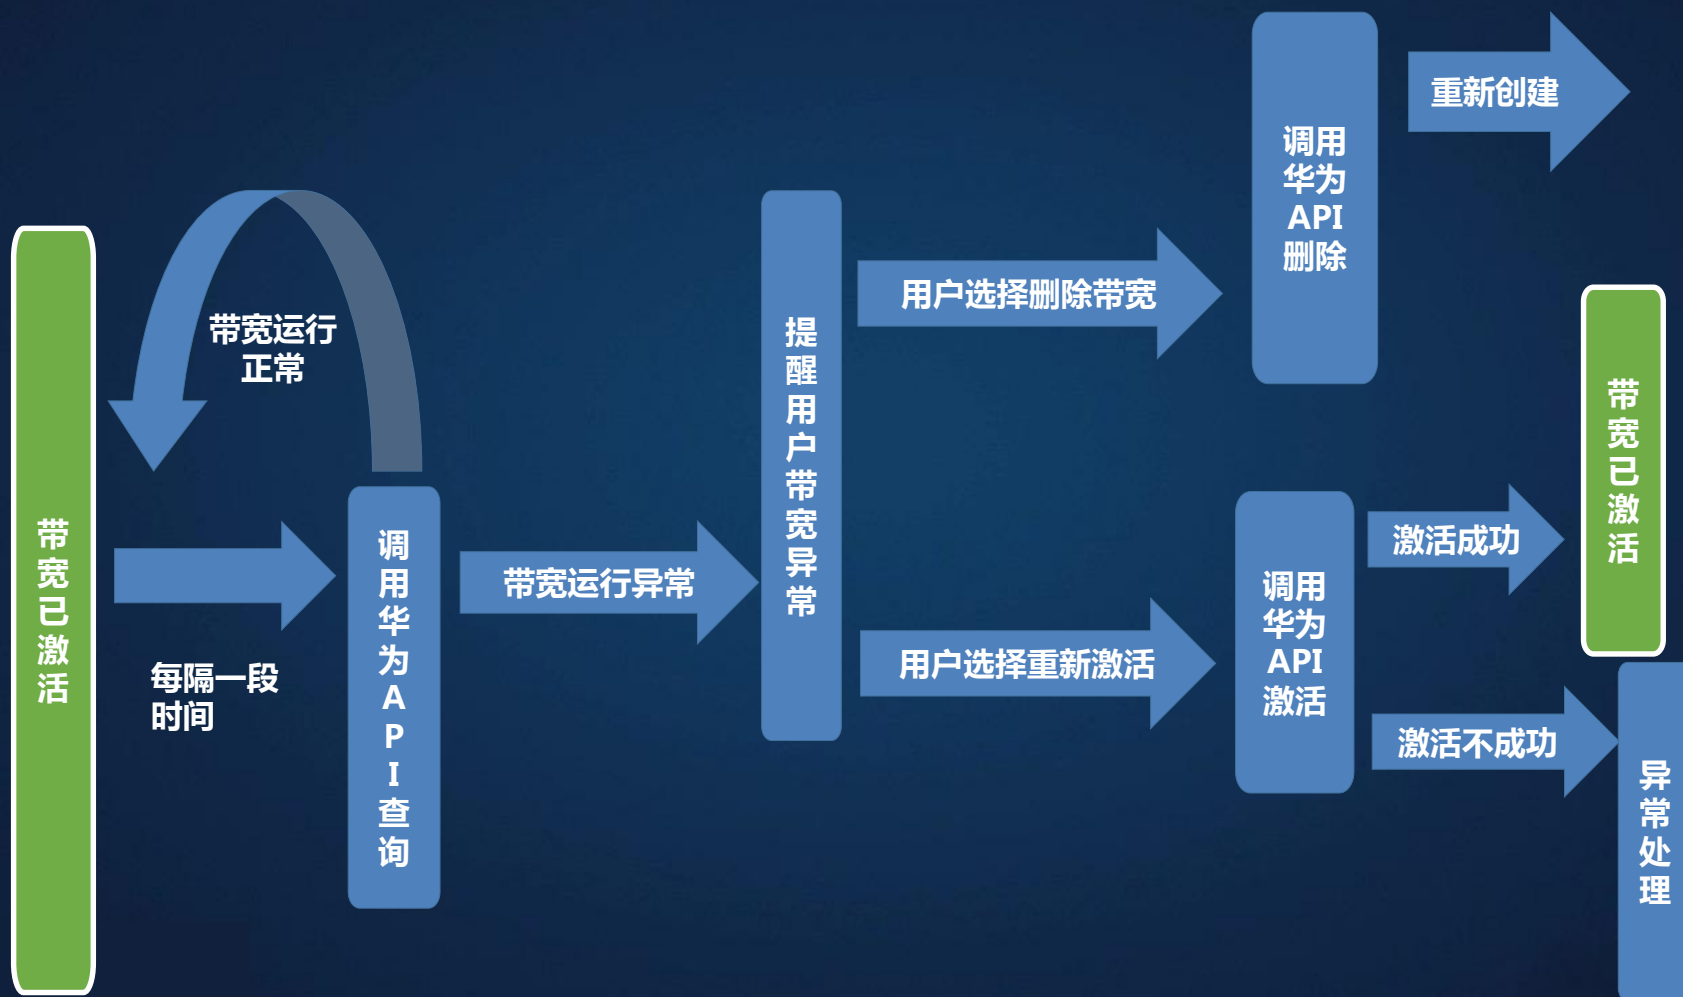 带宽已激活
带宽运行
正常
每隔一段
时间
调用华为API查询
带宽运行异常
提醒用户带宽异常
用户选择删除带宽
调用
华为
API
删除
重新创建
用户选择重新激活
调用
华为
API
激活
激活成功
带宽已激活
激活不成功
异常处理